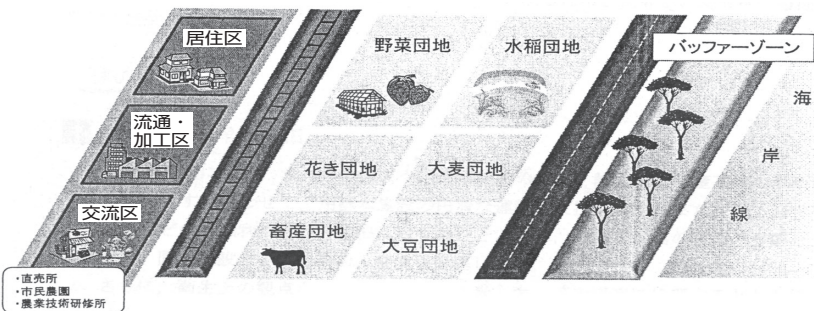 居住区
流通・
加工区
交流区
・直売所
・市民農園
・農業技術研修所
野菜団地
水稲団地
花き団地
大麦団地
畜産団地
大豆団地
バッファーゾーン
海
岸
線